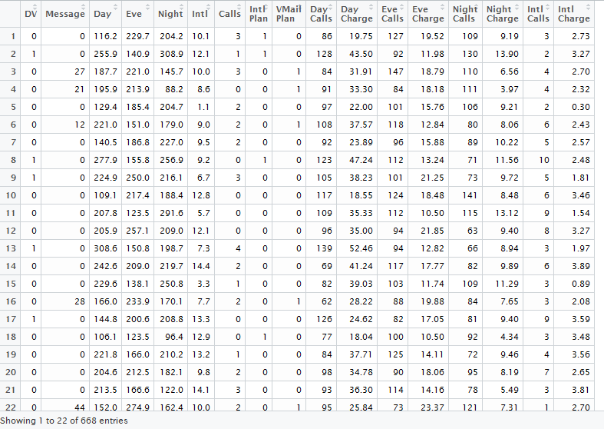 DV Message Day Eve Night Intl Calls Intl Plan VMail Plan Day Calls Day Charge Eve Calls Eve Charge Night Calls Night Charge Intl Calls Intl Charge
1 0 0 116.2 229.7 204.2 10.1 3 1 0 86 19.75 127 19.52 109 9.19 3 2.73
2 1 0 255.9 140.9 308.9 12.1 1 1 0 128 43.50 92 11.98 130 13.90 2 3.27
3 0 27 187.7 221.0 145.7 10.0 3 0 1 84 31.91 147 18.79 110 6.56 4 2.70
4 0 21 195.9 213.9 88.2 8.6 0 0 1 91 33.30 84 18.18 111 3.97 4 2.32
5 0 0 129.4 185.4 204.7 1.1 2 0 0 97 22.00 101 15.76 106 9.21 2 0.30
6 0 12 221.0 151.0 179.0 9.0 2 0 1 108 37.57 118 12.84 80 8.06 6 2.43
7 0 0 140.5 186.8 227.0 9.5 2 0 0 92 23.89 96 15.88 89 10.22 5 2.57
8 1 0 277.9 155.8 256.9 9.2 0 1 0 123 47.24 112 13.24 71 11.56 10 2.48
9 1 0 224.9 250.0 216.1 6.7 3 0 0 105 38.23 101 21.25 73 9.72 5 1.81
10 0 0 109.1 217.4 188.4 12.8 0 0 0 117 18.55 124 18.48 141 8.48 6 3.46
11 0 0 207.8 123.5 291.6 5.7 0 0 0 109 35.33 112 10.50 115 13.12 9 1.54
12 0 0 205.9 257.1 209.0 12.1 0 0 0 96 35.00 94 21.85 63 9.40 8 3.27
13 1 0 308.6 150.8 198.7 7.3 4 0 0 139 52.46 94 12.82 66 8.94 3 1.97
14 0 0 242.6 209.0 219.7 14.4 2 0 0 69 41.24 117 17.77 82 9.89 6 3.89
15 0 0 229.6 138.1 250.8 3.3 1 0 0 82 39.03 103 11.74 109 11.29 3 0.89
16 0 28 166.0 233.9 170.1 7.7 2 0 1 62 28.22 88 19.88 84 7.65 3 2.08
17 1 0 144.8 200.6 208.8 13.3 0 0 0 126 24.62 82 17.05 81 9.40 9 3.59
18 0 0 106.1 123.5 96.4 12.9 0 1 0 77 18.04 100 10.50 92 4.34 3 3.48
19 0 0 221.8 166.0 210.2 13.2 1 0 0 84 37.71 125 14.11 72 9.46 4 3.56
20 0 0 204.6 212.5 182.1 9.8 2 0 0 98 34.78 90 18.06 95 8.19 7 2.65
21 0 0 213.5 166.6 122.0 14.1 3 0 0 93 36.30 114 14.16 78 5.49 3 3.81
22 0 44 152.0 274.9 162.4 10.0 2 0 1 95 25.84 73 23.37 121 7.31 1 2.70
Showing 1 to 22 of 668 entries